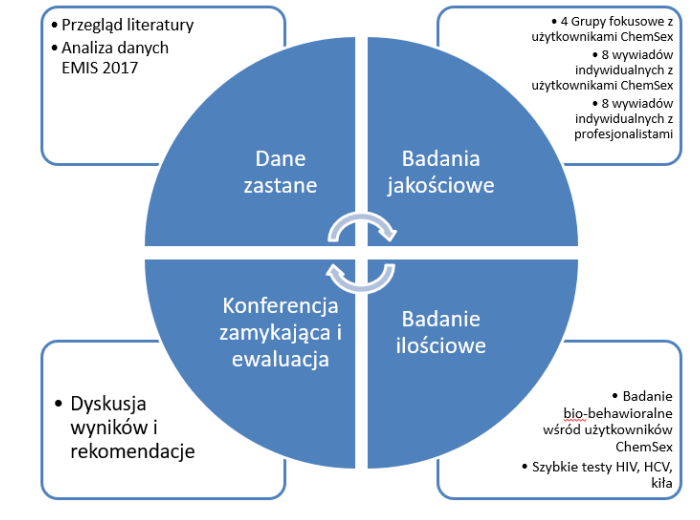 • Przegląd literatury
• Analiza danych
EMIS 2017
• 4 Grupy fokusowe z
użytkownikami ChemSex
• 8 wywiadów
indywidualnych z
użytkownikami ChemSex
• 8 wywiadów
indywidualnych z
profesjonalistami
Dane
zastane
Badania
jakościowe
Konferencja
zamykająca i
ewaluacja
Badanie
ilościowe
• Dyskusja
wyników i
rekomendacje
• Badanie
bio-behawioralne
wśród użytkowników
ChemSex
• Szybkie testy HIV, HCV,
kiła